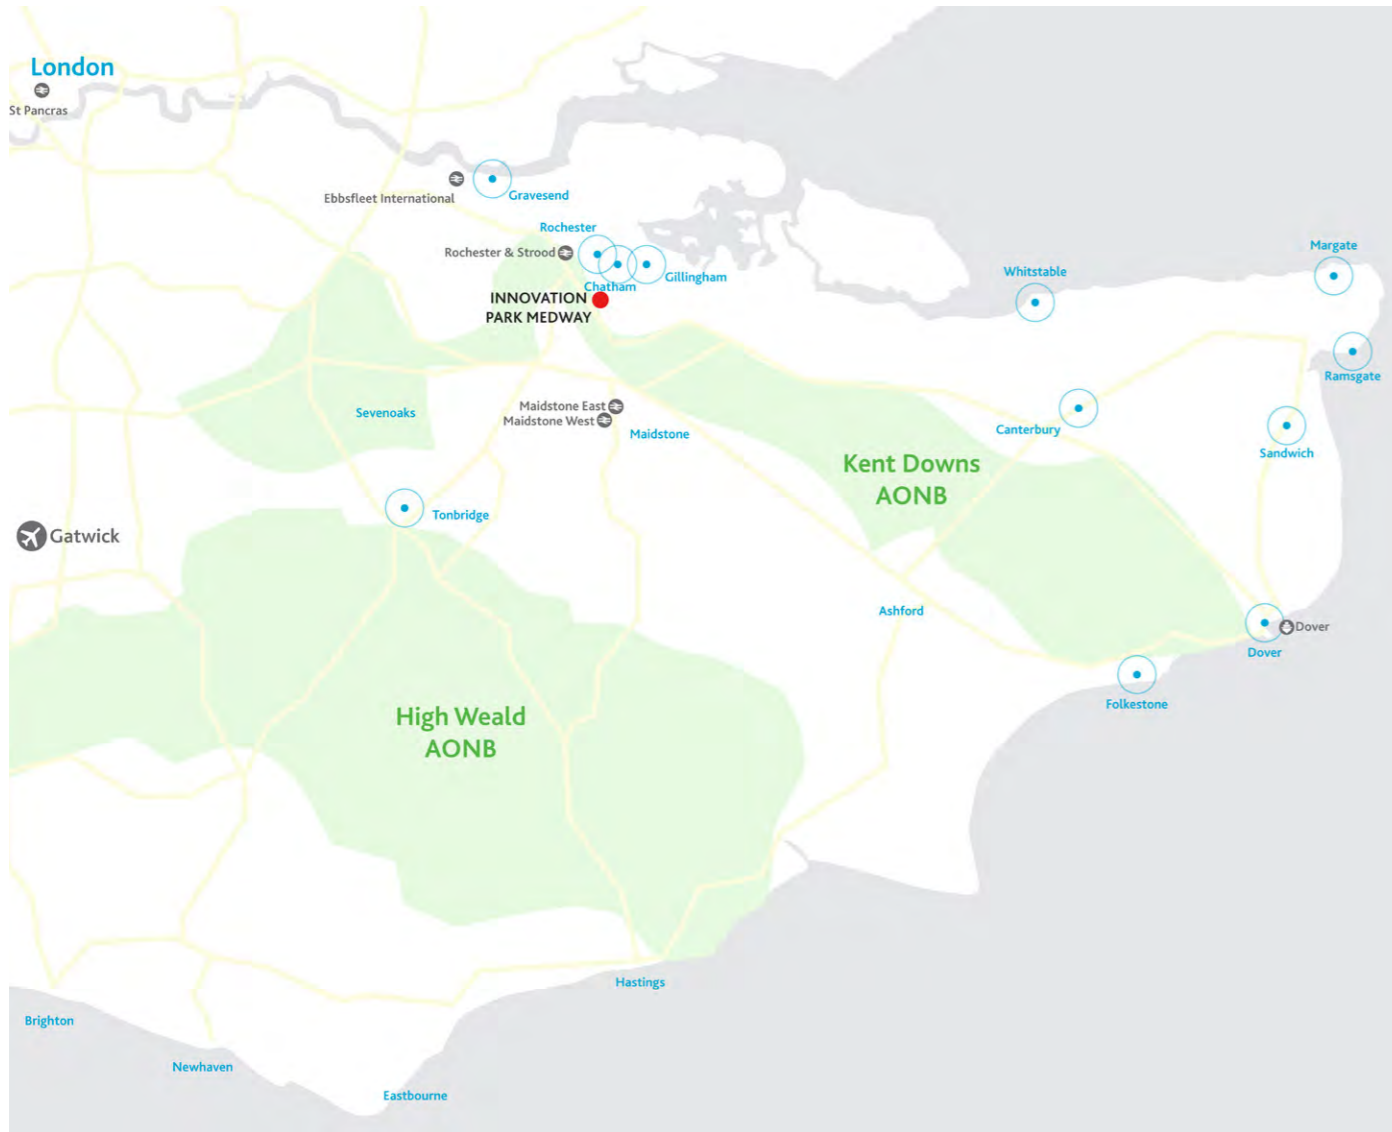 London
St Pancras
Ebbsfleet International
Gravesend
Rochester
Rochester & Strood
Chatham
Gillingham
INNOVATION
PARK MEDWAY
Margate
Whitstable
Ramsgate
Sevenoaks
Maidstone East
Maidstone West
Maidstone
Canterbury
Sandwich
Kent Downs
AONB
Tonbridge
Gatwick
Ashford
Dover
Dover
Folkestone
High Weald
AONB
Hastings
Brighton
Newhaven
Eastbourne